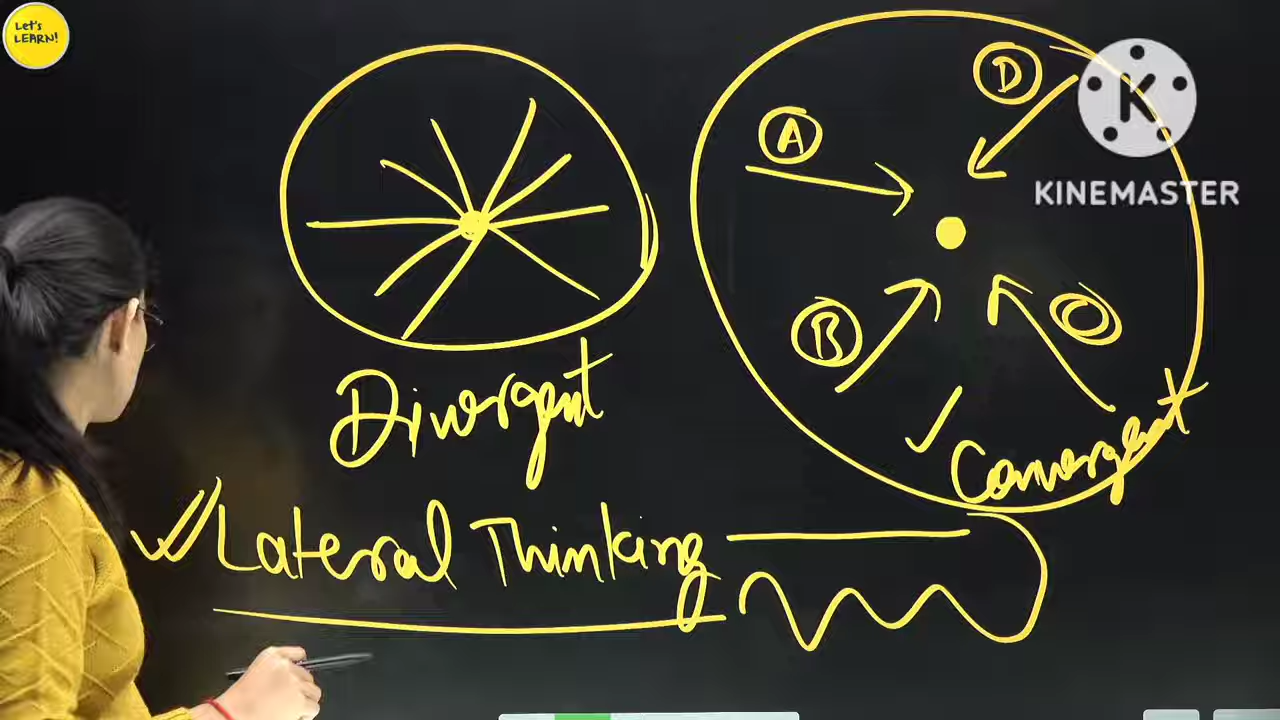 Let's
LEARN!
A
D
KINEMASTER
B
C
Divergent
Convergent
Lateral Thinking